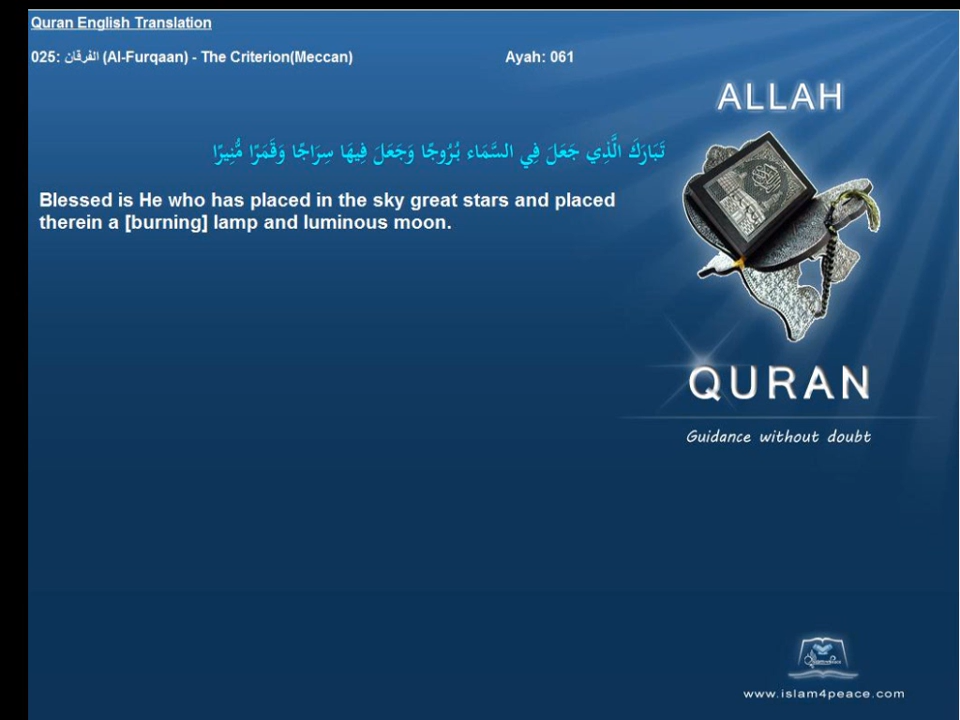 Quran English Translation
025: الفرقان (Al-Furqaan) - The Criterion(Meccan) Ayah: 061
ALLAH
تَبَارَكَ الَّذِي جَعَلَ فِي السَّمَاء بُرُوجًا وَجَعَلَ فِيهَا سِرَاجًا وَقَمَرًا مُّنِيرًا
Blessed is He who has placed in the sky great stars and placed
therein a [burning] lamp and luminous moon.
QURAN
Guidance without doubt
www.islam4peace.com